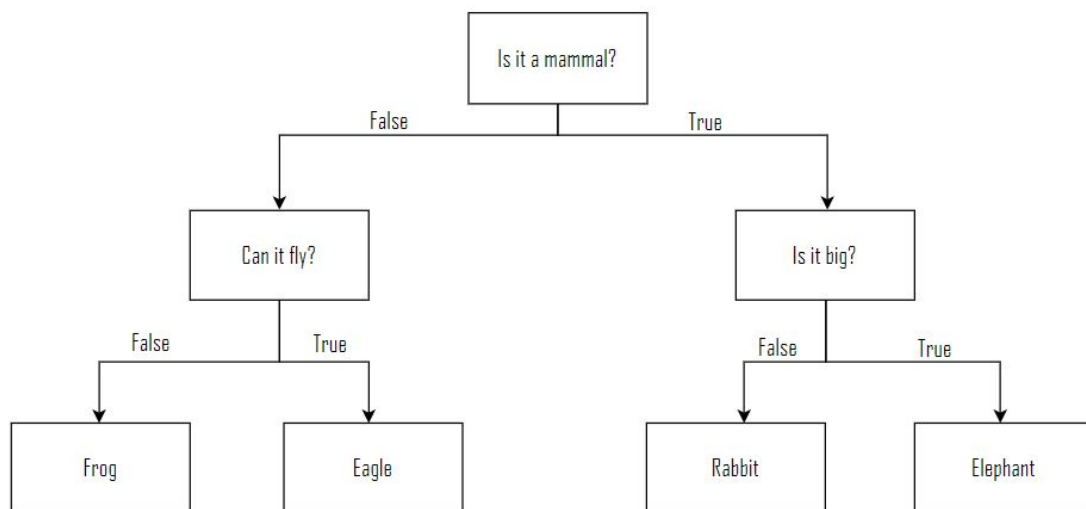 Is it a mammal?
False
True
Can it fly?
Is it big?
False
True
False
True
Frog
Eagle
Rabbit
Elephant